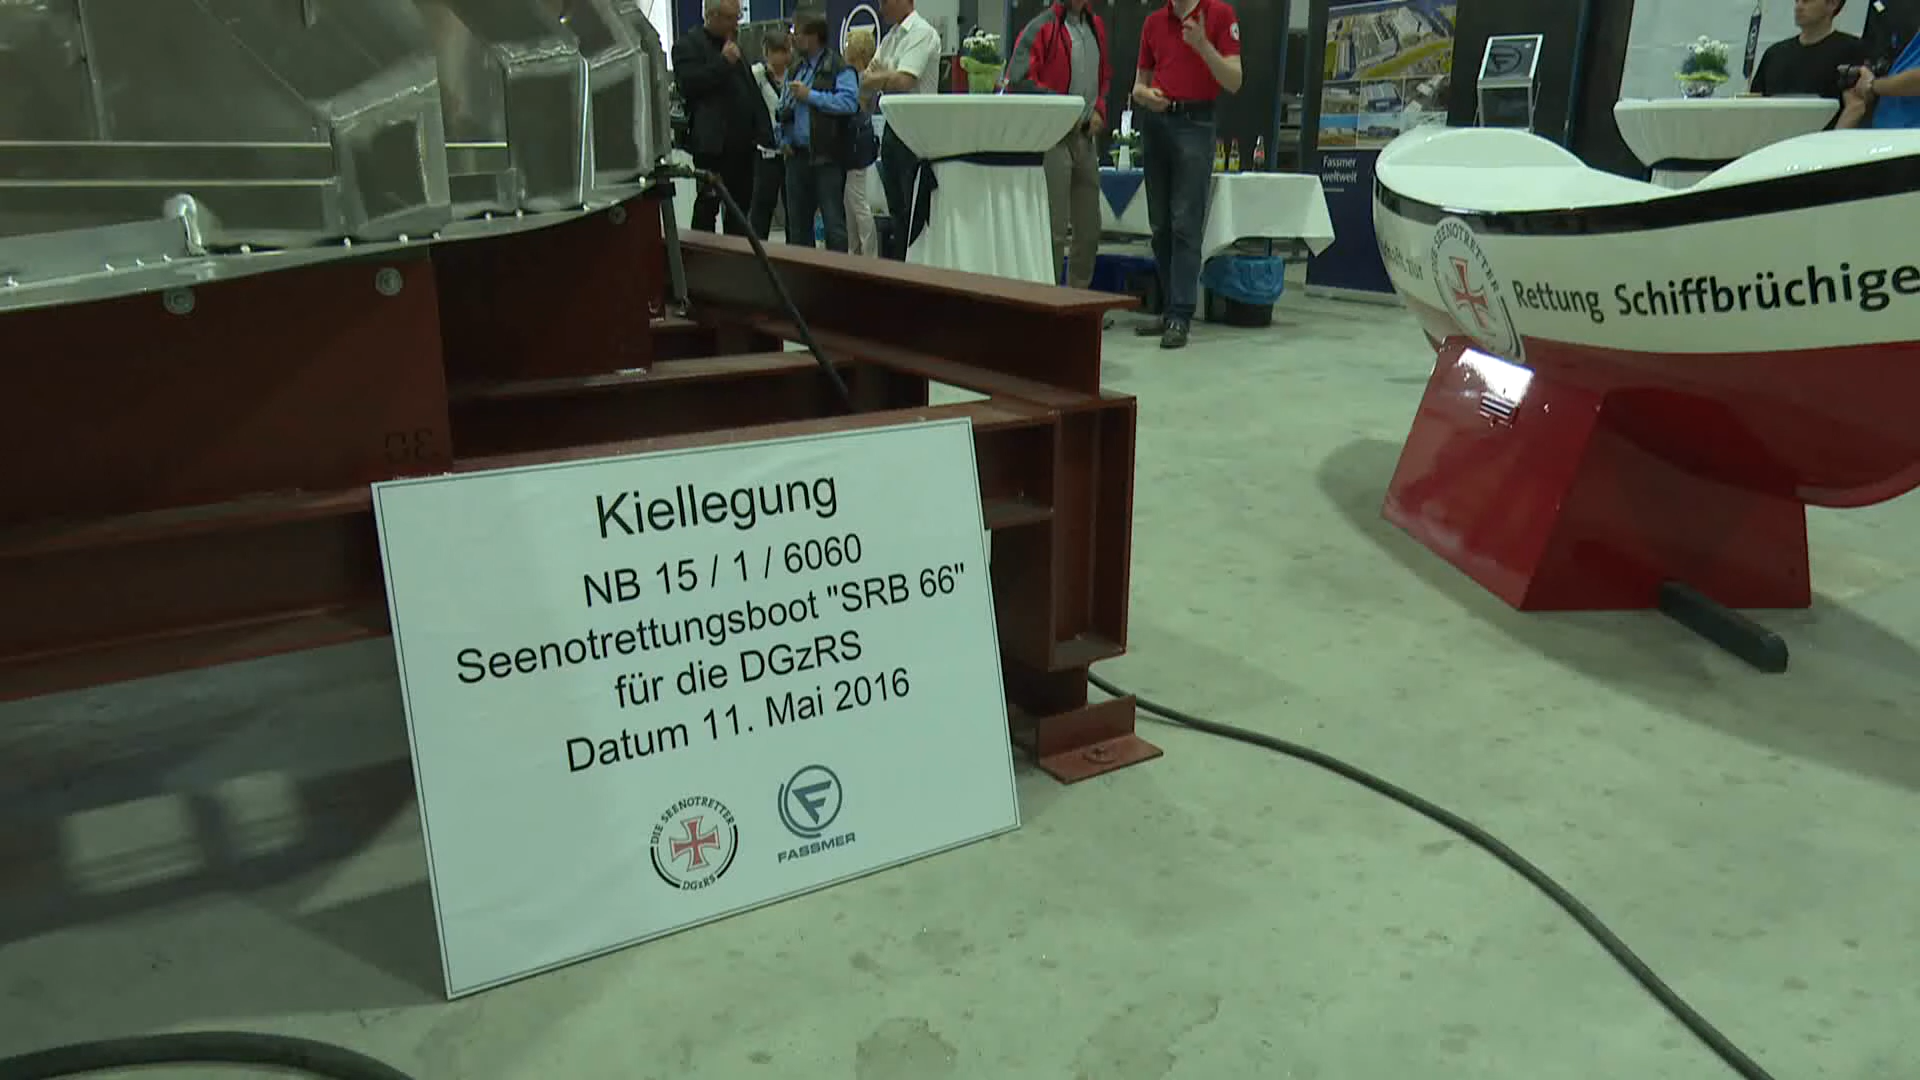 Kiellegung
NB 15 / 1 / 6060
Seenotrettungsboot "SRB 66"
für die DGzRS
Datum 11. Mai 2016
DIE SEENOTRETTER
DGzRS
FASSMER
Fassmer
weltweit
DIE SEENOTRETTER
zur
Rettung Schiffbrüchige